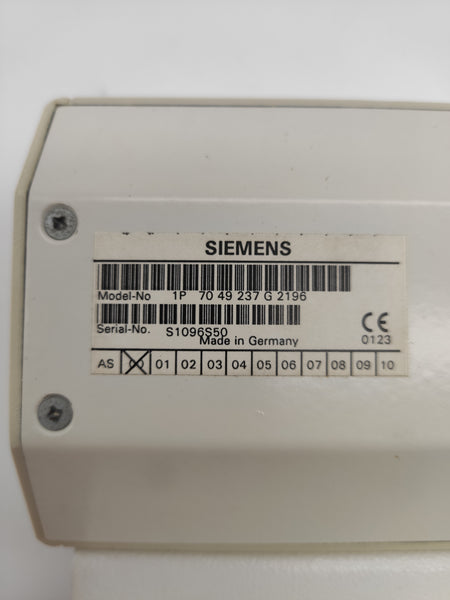 SIEMENS
Model-No 1P 70 49 237 G 2196
Serial-No. S1096S50
Made in Germany
CE
0123
AS 00 01 02 03 04 05 06 07 08 09 10